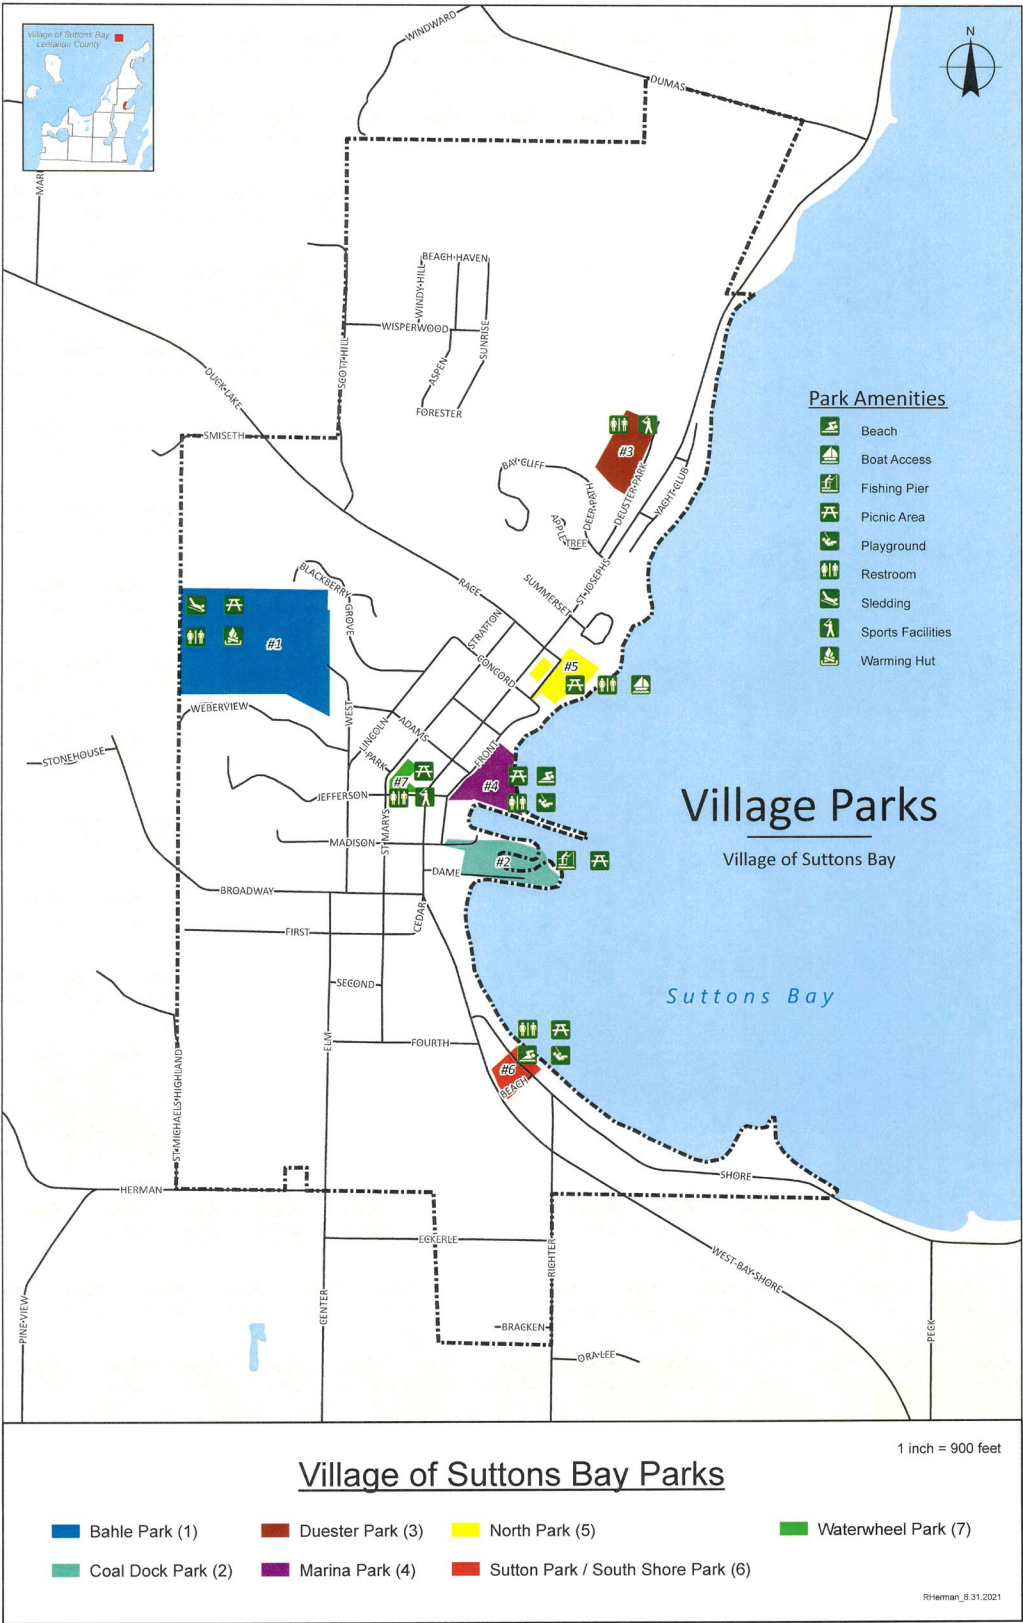 Village of Suttons Bay
Leelanau County
WINDWARD
N
DUMAS
BEACH HAVEN
WINDY HILL
WISPERWOOD
SUNRISE
ASPEN
SCOTT HILL
FORESTER
DUCK LAKE
SMISETH
Park Amenities
Beach
Boat Access
Fishing Pier
Picnic Area
Playground
Restroom
Sledding
Sports Facilities
Warming Hut
#3
BAY CLIFF
DEER PATH
DEUSTER PARK
YACHT CLUB
APPLETREE
BLACKBERRY
GROVE
RACE
SUMMERSET
ST JOSEPHS
STRATTON
CONCORD
#1
#5
WEBERVIEW
WEST
LINCOLN
ADAMS
PARK
FRONT
STONEHOUSE
#7
#4
JEFFERSON
ST MARYS
MADISON
#2
DAME
BROADWAY
CEDAR
FIRST
Village Parks
Village of Suttons Bay
Suttons Bay
SECOND
ELM
FOURTH
#6
BEACH
ST MICHAELS HIGHLAND
HERMAN
SHORE
ECKERLE
RICHTER
WEST BAY SHORE
PINE VIEW
CENTER
BRACKEN
PECK
ORA LEE
1 inch = 900 feet
Village of Suttons Bay Parks
Bahle Park (1)
Duester Park (3)
North Park (5)
Waterwheel Park (7)
Coal Dock Park (2)
Marina Park (4)
Sutton Park / South Shore Park (6)
RHerman_8.31.2021